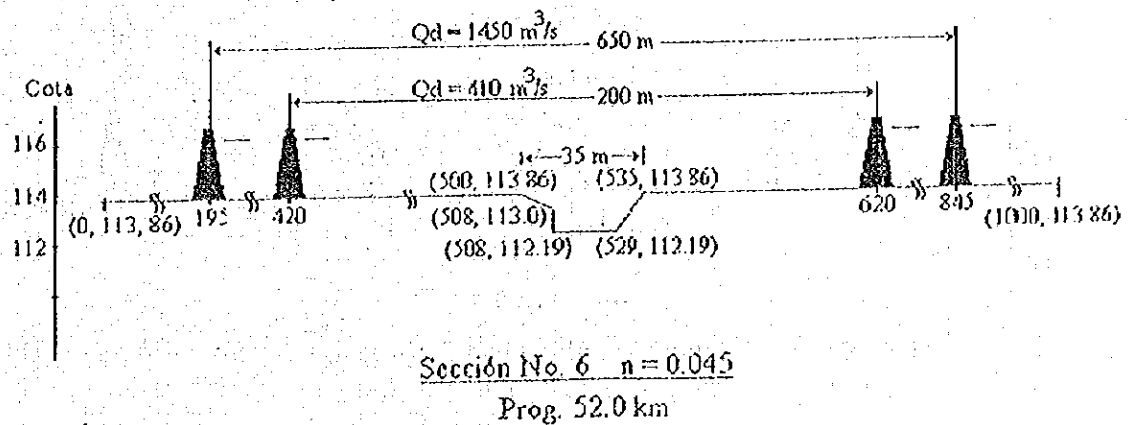 Qd = 1450 m3/s 650 m
Cota
Qd = 410 m3/s 200 m
116
35 m
(500, 113.86) (535, 113.86)
114
(0, 113, 86) 195 420 (508, 113.0) 620 845 (1000, 113.86)
112 (508, 112.19) (529, 112.19)
Sección No. 6 n = 0.045
Prog. 52.0 km